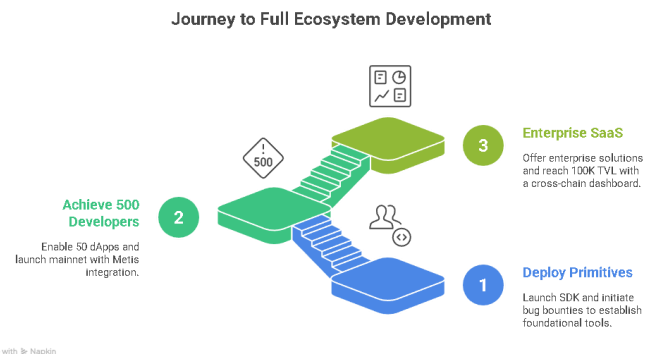 Journey to Full Ecosystem Development
!
500
3
Enterprise SaaS
Offer enterprise solutions
and reach 100K TVL with
a cross-chain dashboard.
Achieve 500
Developers
2
Enable 50 dApps and
launch mainnet with Metis
integration.
1
Deploy Primitives
Launch SDK and initiate
bug bounties to establish
foundational tools.
with Napkin